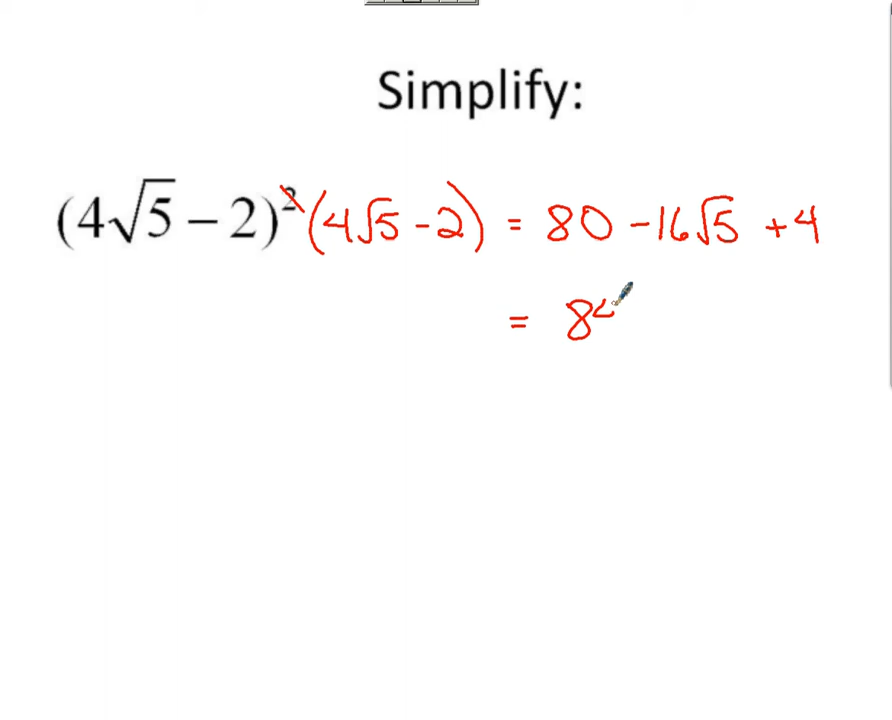 Simplify:
(4√5 − 2)² (4√5 - 2) = 80 - 16√5 + 4
= 8